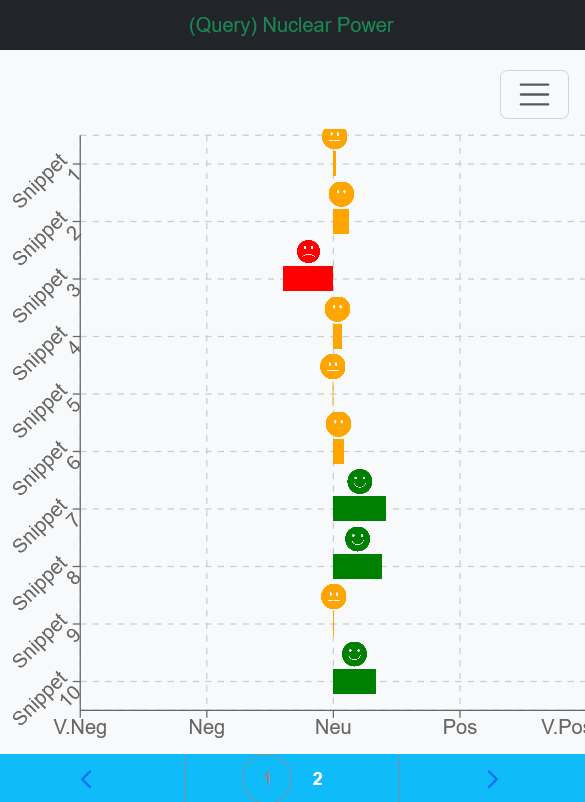 (Query) Nuclear Power
Snippet 1
Snippet 2
Snippet 3
Snippet 4
Snippet 5
Snippet 6
Snippet 7
Snippet 8
Snippet 9
Snippet 10
V.Neg Neg Neu Pos V.Pos
1 2